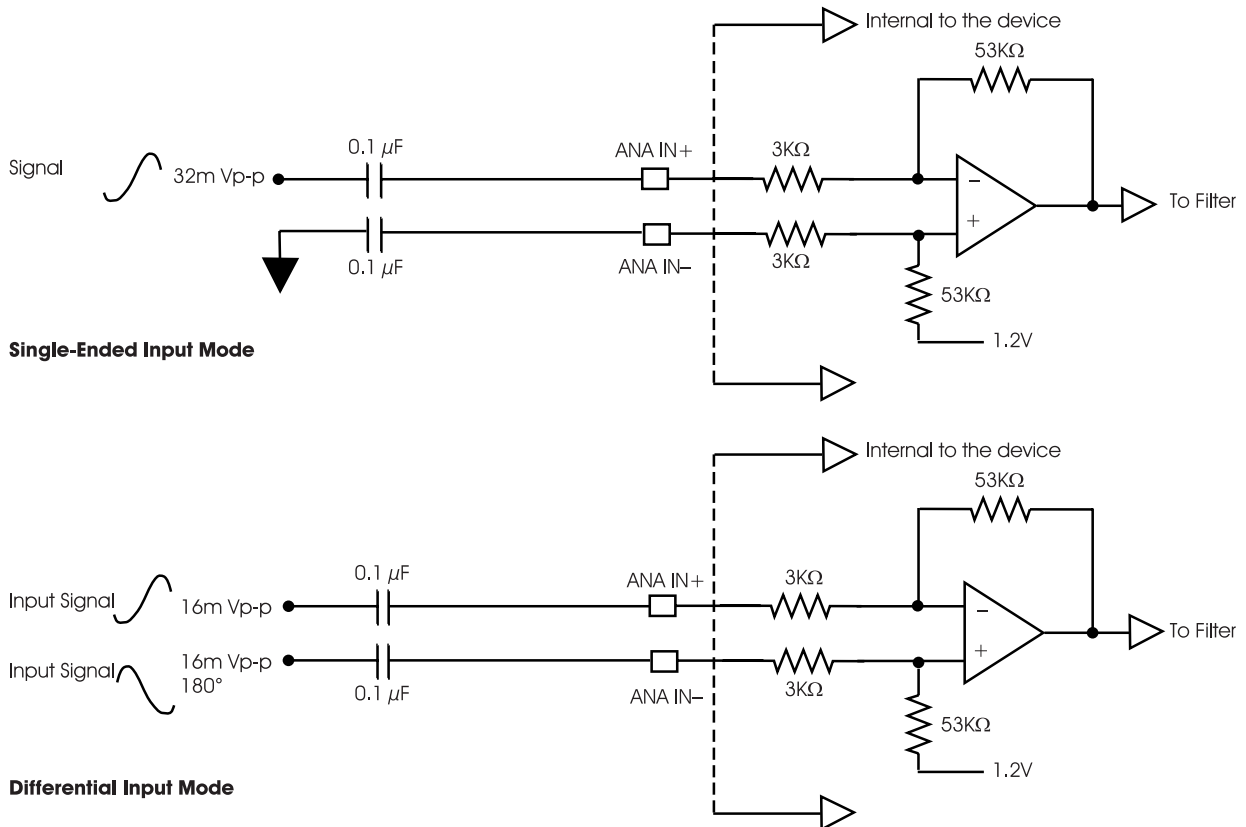 Internal to the device
53KΩ
Signal
32m Vp-p
0.1 μF
ANA IN+
3KΩ
−
To Filter
+
0.1 μF
ANA IN−
3KΩ
53KΩ
1.2V
Single-Ended Input Mode
Internal to the device
53KΩ
0.1 μF
ANA IN+
3KΩ
Input Signal
16m Vp-p
−
To Filter
Input Signal
16m Vp-p
180°
+
0.1 μF
ANA IN−
3KΩ
53KΩ
1.2V
Differential Input Mode